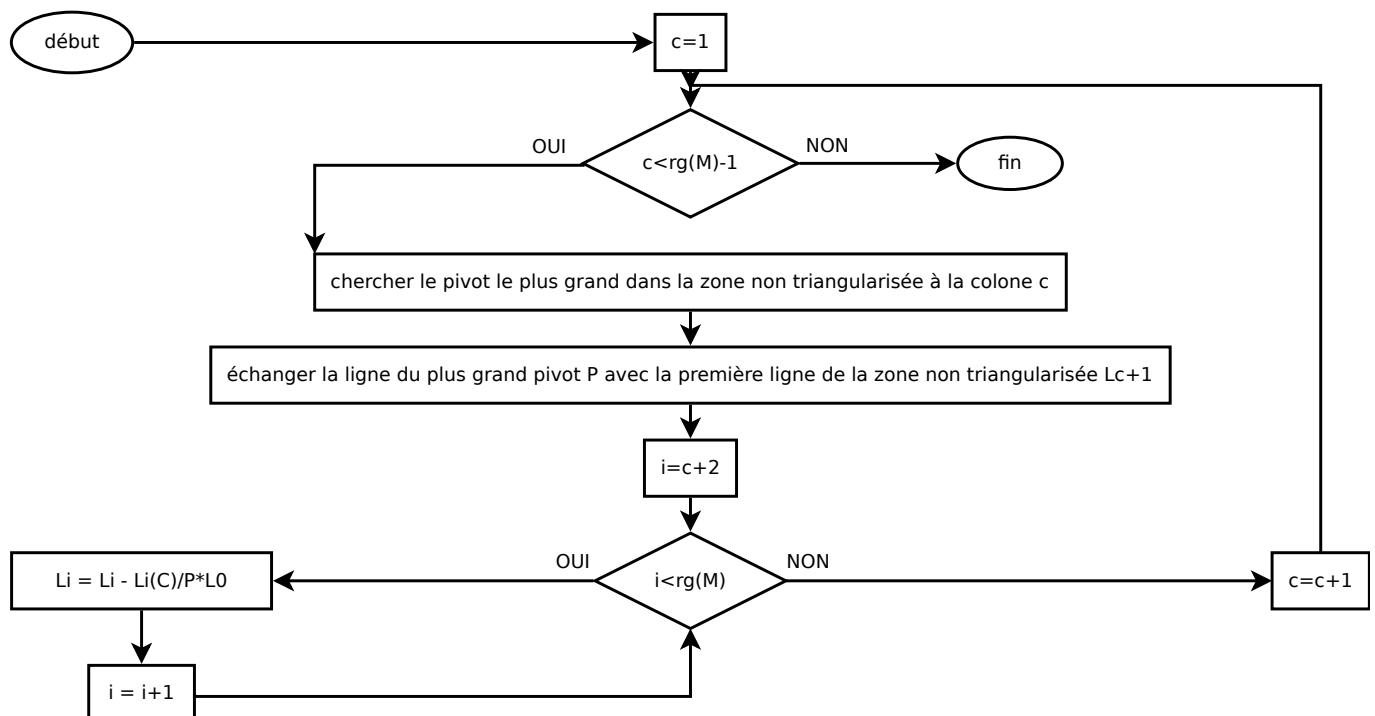 début
c=1
OUI
c<rg(M)-1
NON
fin
chercher le pivot le plus grand dans la zone non triangularisée à la colone c
échanger la ligne du plus grand pivot P avec la première ligne de la zone non triangularisée Lc+1
i=c+2
OUI
i<rg(M)
NON
Li = Li - Li(C)/P*L0
c=c+1
i = i+1